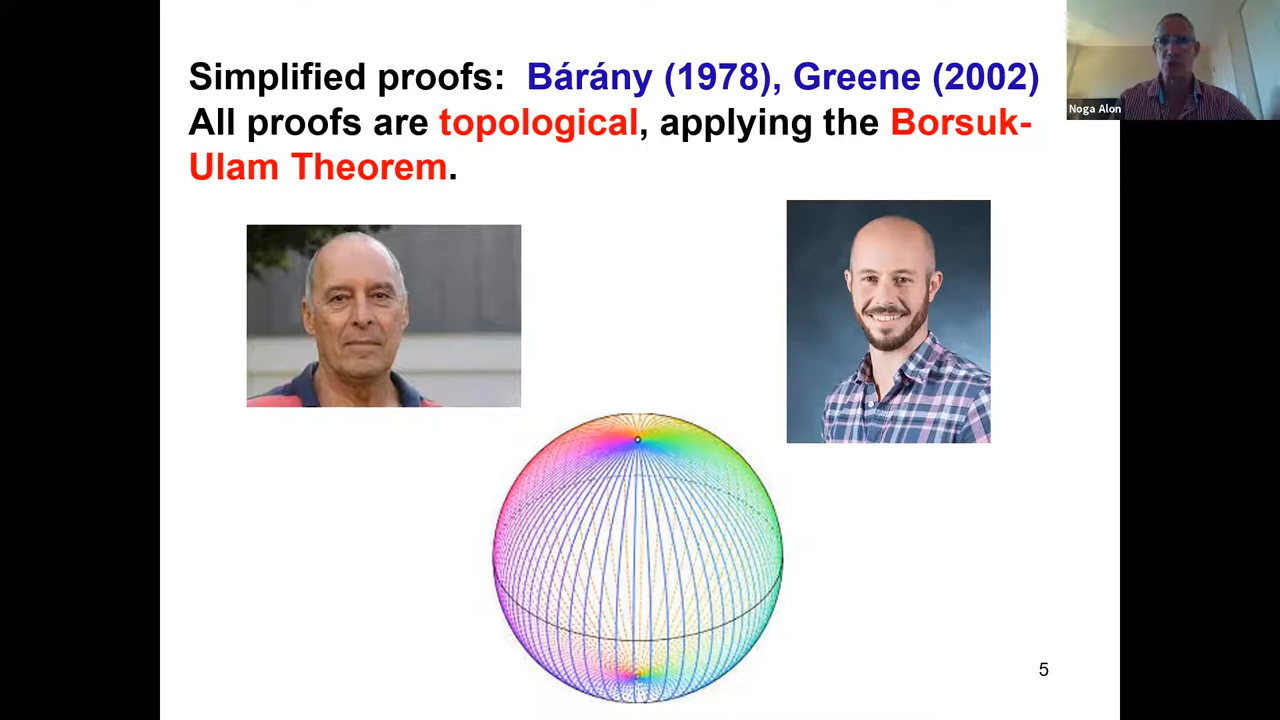 Simplified proofs: Bárány (1978), Greene (2002)
All proofs are topological, applying the Borsuk-
Ulam Theorem.
Noga Alon
5